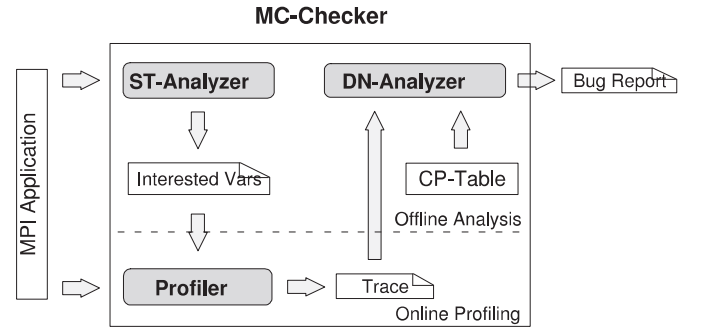 MC-Checker
ST-Analyzer
DN-Analyzer
Bug Report
MPI Application
Interested Vars
CP-Table
Offline Analysis
Profiler
Trace
Online Profiling